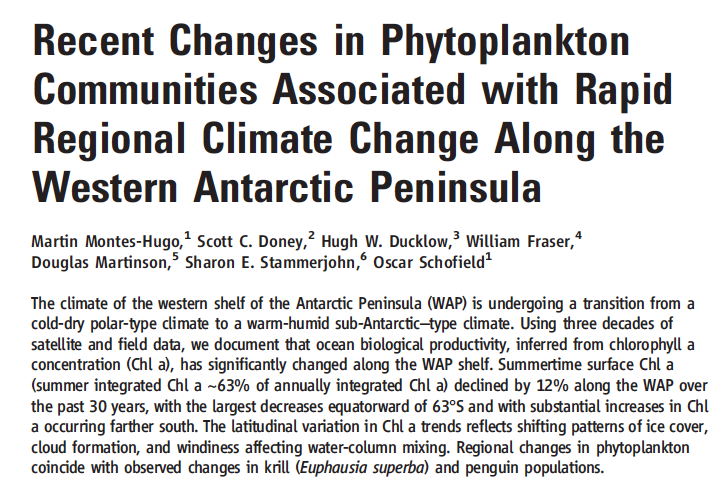 Recent Changes in Phytoplankton
Communities Associated with Rapid
Regional Climate Change Along the
Western Antarctic Peninsula
Martin Montes-Hugo,1 Scott C. Doney,2 Hugh W. Ducklow,3 William Fraser,4
Douglas Martinson,5 Sharon E. Stammerjohn,6 Oscar Schofield1
The climate of the western shelf of the Antarctic Peninsula (WAP) is undergoing a transition from a
cold-dry polar-type climate to a warm-humid sub-Antarctic–type climate. Using three decades of
satellite and field data, we document that ocean biological productivity, inferred from chlorophyll a
concentration (Chl a), has significantly changed along the WAP shelf. Summertime surface Chl a
(summer integrated Chl a ~63% of annually integrated Chl a) declined by 12% along the WAP over
the past 30 years, with the largest decreases equatorward of 63°S and with substantial increases in Chl
a occurring farther south. The latitudinal variation in Chl a trends reflects shifting patterns of ice cover,
cloud formation, and windiness affecting water-column mixing. Regional changes in phytoplankton
coincide with observed changes in krill (Euphausia superba) and penguin populations.